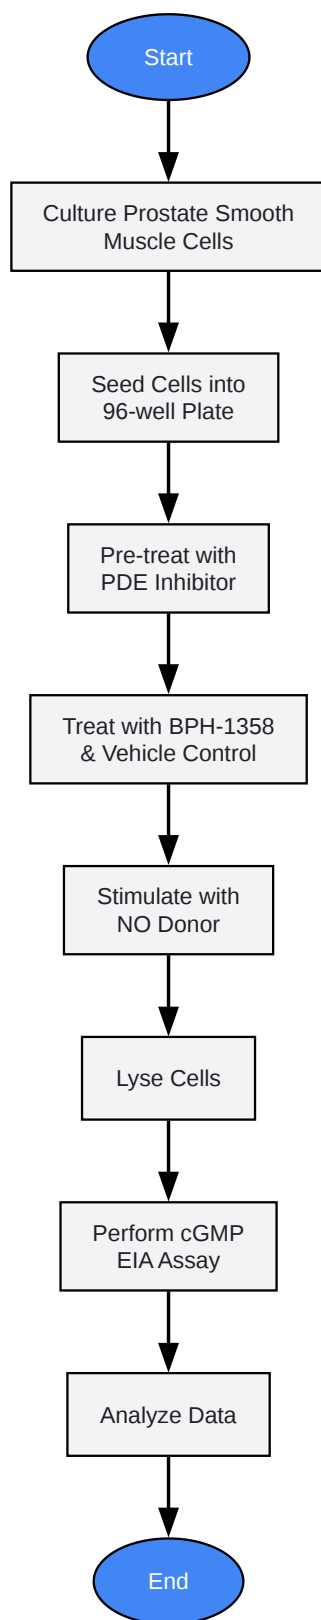 Start
Culture Prostate Smooth
Muscle Cells
Seed Cells into
96-well Plate
Pre-treat with
PDE Inhibitor
Treat with BPH-1358
& Vehicle Control
Stimulate with
NO Donor
Lyse Cells
Perform cGMP
EIA Assay
Analyze Data
End